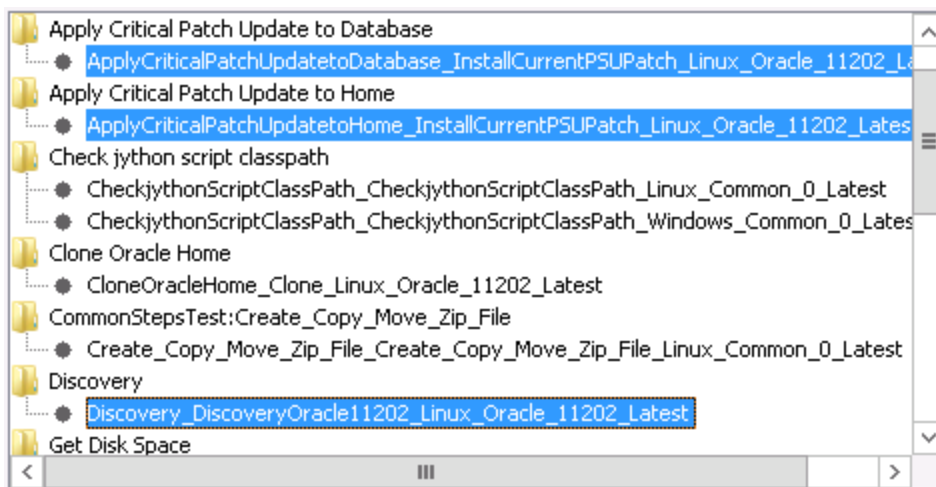 Apply Critical Patch Update to Database
ApplyCriticalPatchUpdatetoDatabase_InstallCurrentPSUPatch_Linux_Oracle_11202_La
Apply Critical Patch Update to Home
ApplyCriticalPatchUpdatetoHome_InstallCurrentPSUPatch_Linux_Oracle_11202_Lates
Check jython script classpath
CheckjythonScriptClassPath_CheckjythonScriptClassPath_Linux_Common_0_Latest
CheckjythonScriptClassPath_CheckjythonScriptClassPath_Windows_Common_0_Lates
Clone Oracle Home
CloneOracleHome_Clone_Linux_Oracle_11202_Latest
CommonStepsTest:Create_Copy_Move_Zip_File
Create_Copy_Move_Zip_File_Create_Copy_Move_Zip_File_Linux_Common_0_Latest
Discovery
Discovery_DiscoveryOracle11202_Linux_Oracle_11202_Latest
Get Disk Space